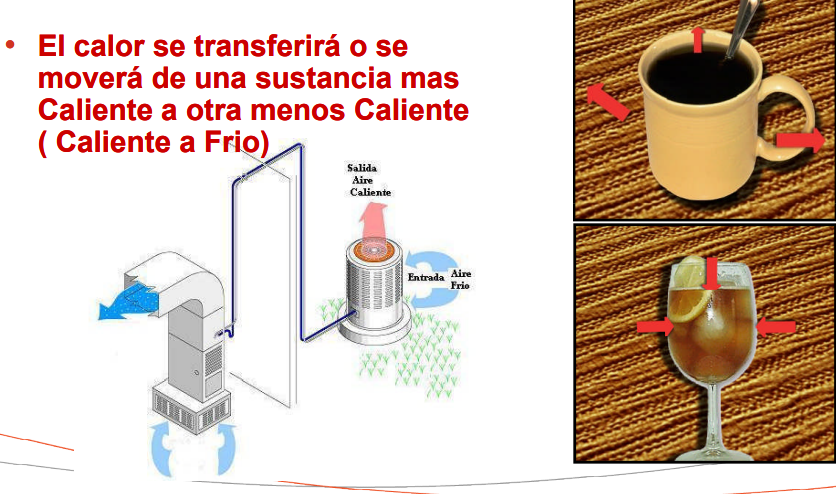 • El calor se transferirá o se
moverá de una sustancia mas
Caliente a otra menos Caliente
( Caliente a Frio)
Salida
Aire
Caliente
Entrada Aire
Frio